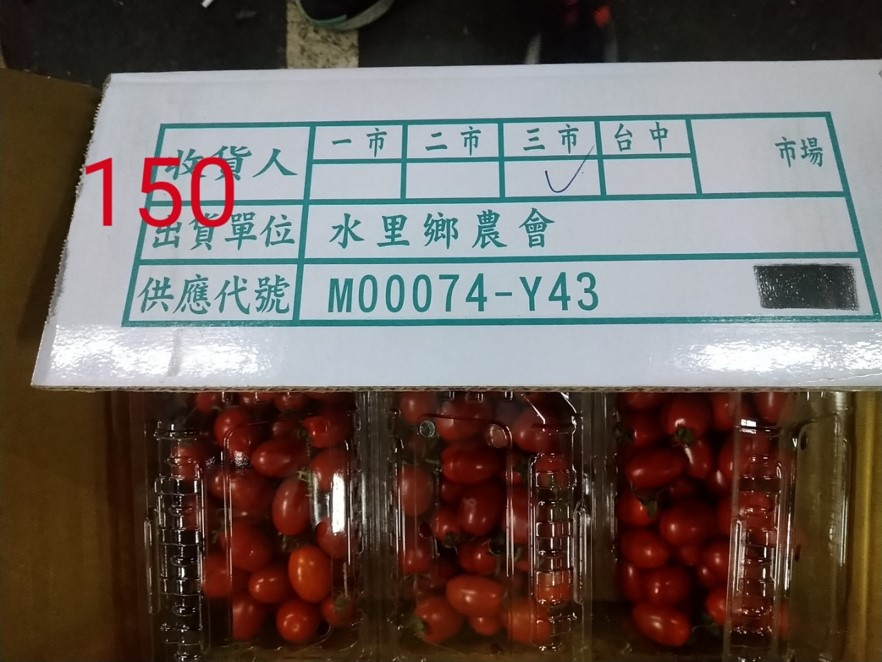 收貨人 一市 二市 三市 台中 市場
150
出貨單位 水里鄉農會
供應代號 M00074-Y43